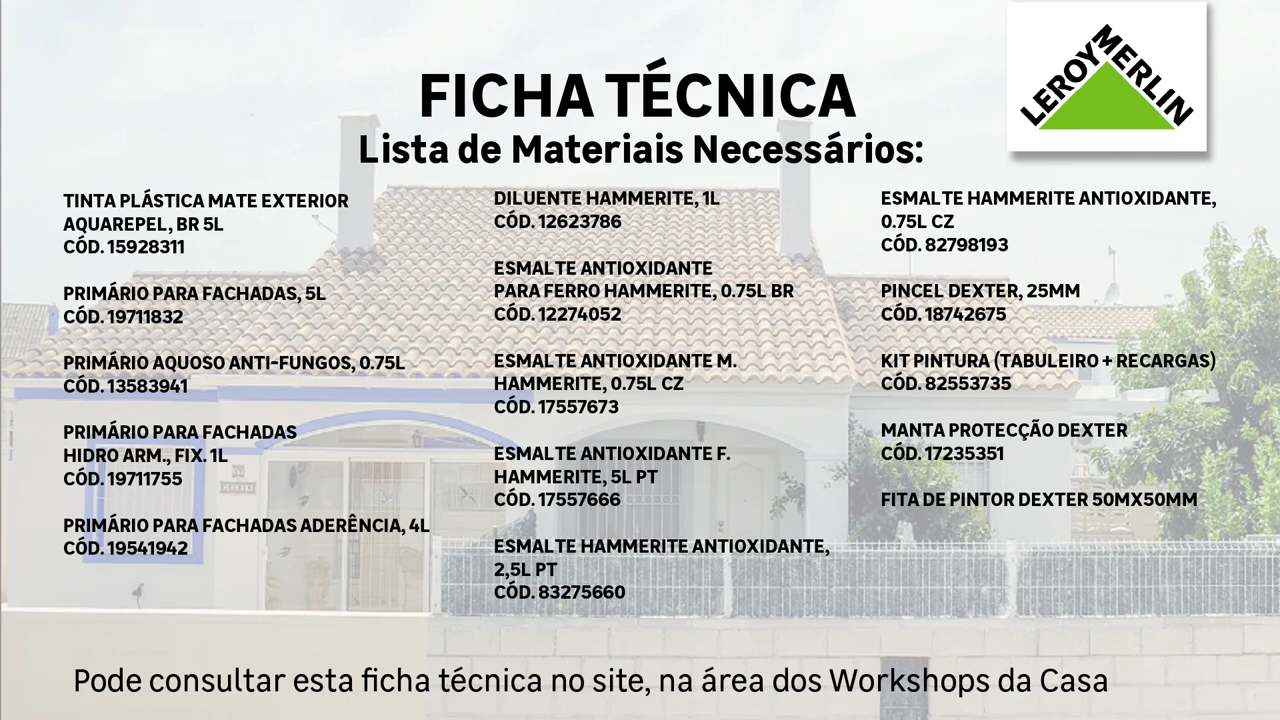 LEROY MERLIN
FICHA TÉCNICA
Lista de Materiais Necessários:
TINTA PLÁSTICA MATE EXTERIOR
AQUAREPEL, BR 5L
CÓD. 15928311
PRIMÁRIO PARA FACHADAS, 5L
CÓD. 19711832
PRIMÁRIO AQUOSO ANTI-FUNGOS, 0.75L
CÓD. 13583941
PRIMÁRIO PARA FACHADAS
HIDRO ARM., FIX. 1L
CÓD. 19711755
PRIMÁRIO PARA FACHADAS ADERÊNCIA, 4L
CÓD. 19541942
DILUENTE HAMMERITE, 1L
CÓD. 12623786
ESMALTE ANTIOXIDANTE
PARA FERRO HAMMERITE, 0.75L BR
CÓD. 12274052
ESMALTE ANTIOXIDANTE M.
HAMMERITE, 0.75L CZ
CÓD. 17557673
ESMALTE ANTIOXIDANTE F.
HAMMERITE, 5L PT
CÓD. 17557666
ESMALTE HAMMERITE ANTIOXIDANTE,
2,5L PT
CÓD. 83275660
ESMALTE HAMMERITE ANTIOXIDANTE,
0.75L CZ
CÓD. 82798193
PINCEL DEXTER, 25MM
CÓD. 18742675
KIT PINTURA (TABULEIRO + RECARGAS)
CÓD. 82553735
MANTA PROTECÇÃO DEXTER
CÓD. 17235351
FITA DE PINTOR DEXTER 50MX50MM
Pode consultar esta ficha técnica no site, na área dos Workshops da Casa